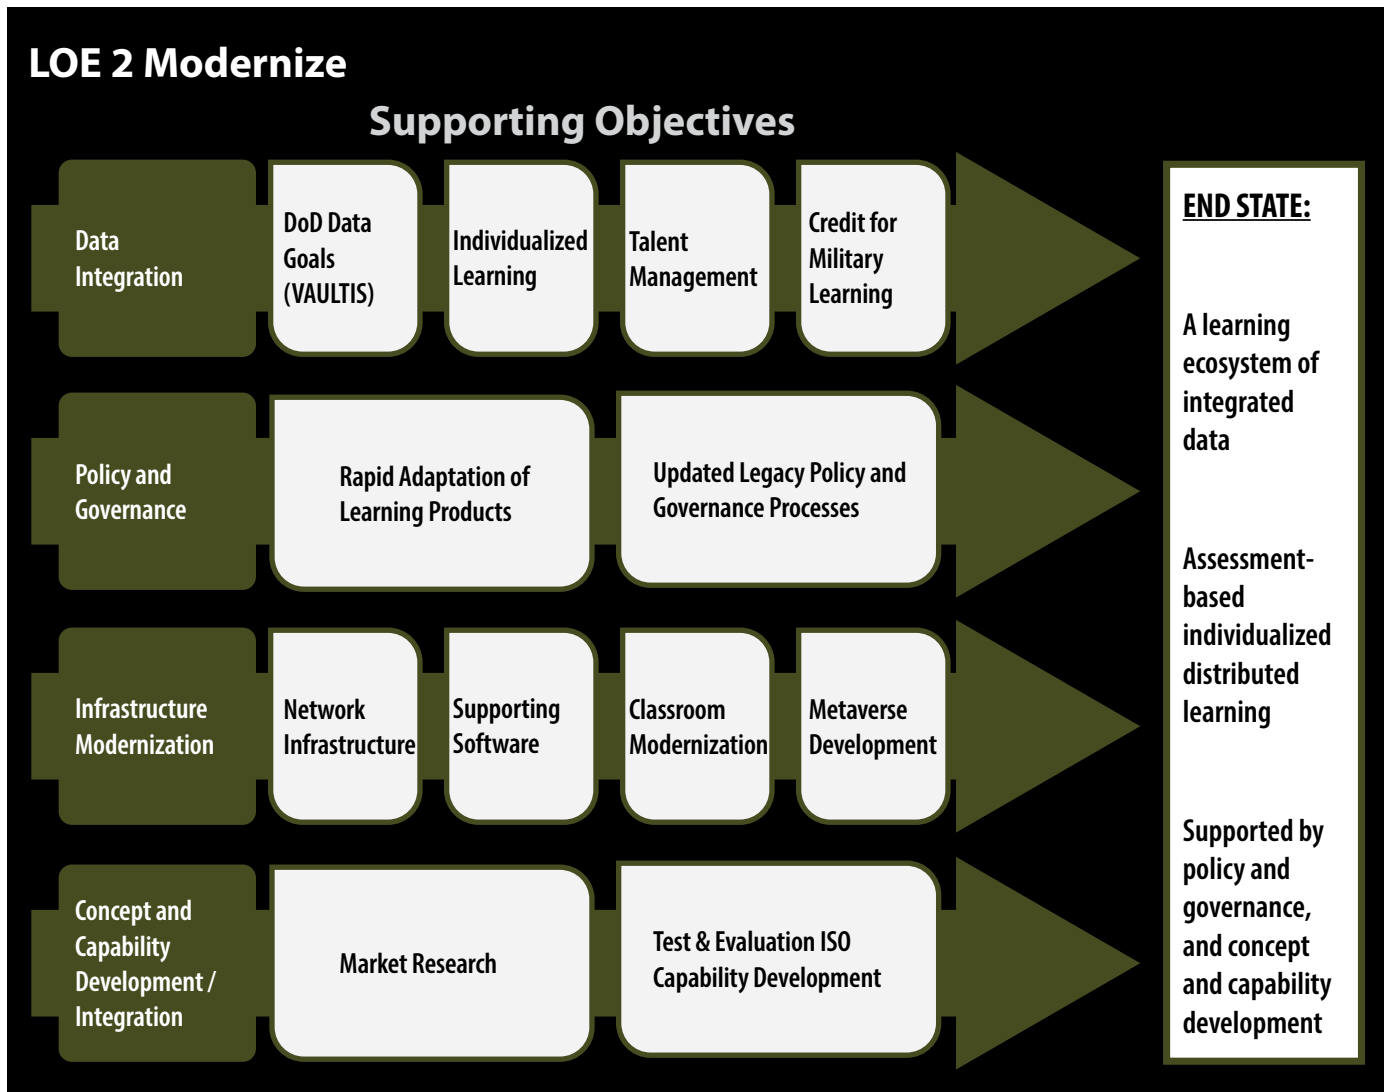 LOE 2 Modernize
Supporting Objectives
Data
Integration
DoD Data
Goals
(VAULTIS)
Individualized
Learning
Talent
Management
Credit for
Military
Learning
Policy and
Governance
Rapid Adaptation of
Learning Products
Updated Legacy Policy and
Governance Processes
Infrastructure
Modernization
Network
Infrastructure
Supporting
Software
Classroom
Modernization
Metaverse
Development
Concept and
Capability
Development /
Integration
Market Research
Test & Evaluation ISO
Capability Development
END STATE:
A learning
ecosystem of
integrated
data
Assessment-
based
individualized
distributed
learning
Supported by
policy and
governance,
and concept
and capability
development